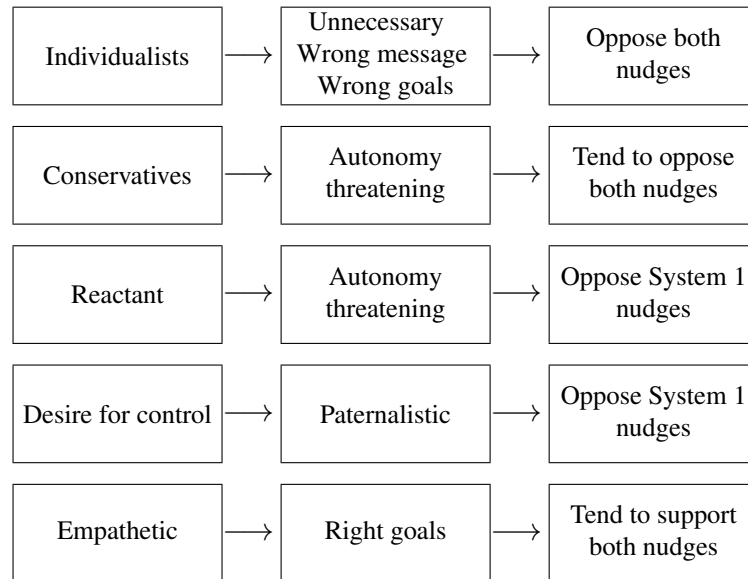 Individualists
Unnecessary
Wrong message
Wrong goals
Oppose both
nudges
Conservatives
Autonomy
threatening
Tend to oppose
both nudges
Reactant
Autonomy
threatening
Oppose System 1
nudges
Desire for control
Paternalistic
Oppose System 1
nudges
Empathetic
Right goals
Tend to support
both nudges